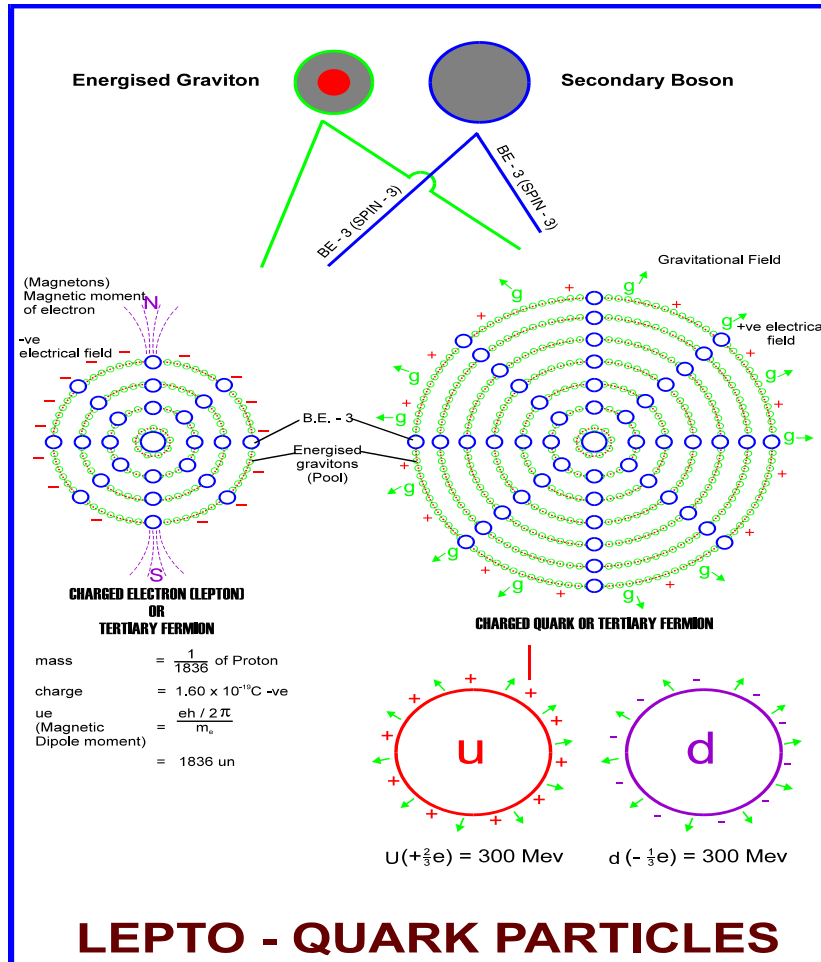 Energised Graviton
Secondary Boson
BE - 3 (SPIN - 3)
BE - 3 (SPIN - 3)
(Magnetons)
Magnetic moment
of electron
N
-ve
electrical field
Gravitational Field
+ve electrical
field
g g g g g g g g g g g g g
B.E. - 3
Energised
gravitons
(Pool)
S
CHARGED ELECTRON (LEPTON)
OR
TERTIARY FERMION
CHARGED QUARK OR TERTIARY FERMION
mass = 1/1836 of Proton
charge = 1.60 x 10⁻¹⁹C -ve
ue
(Magnetic
Dipole moment) = eh / 2π / mₑ
= 1836 un
u
d
U(+⅔e) = 300 Mev
d (-⅓e) = 300 Mev
LEPTO - QUARK PARTICLES